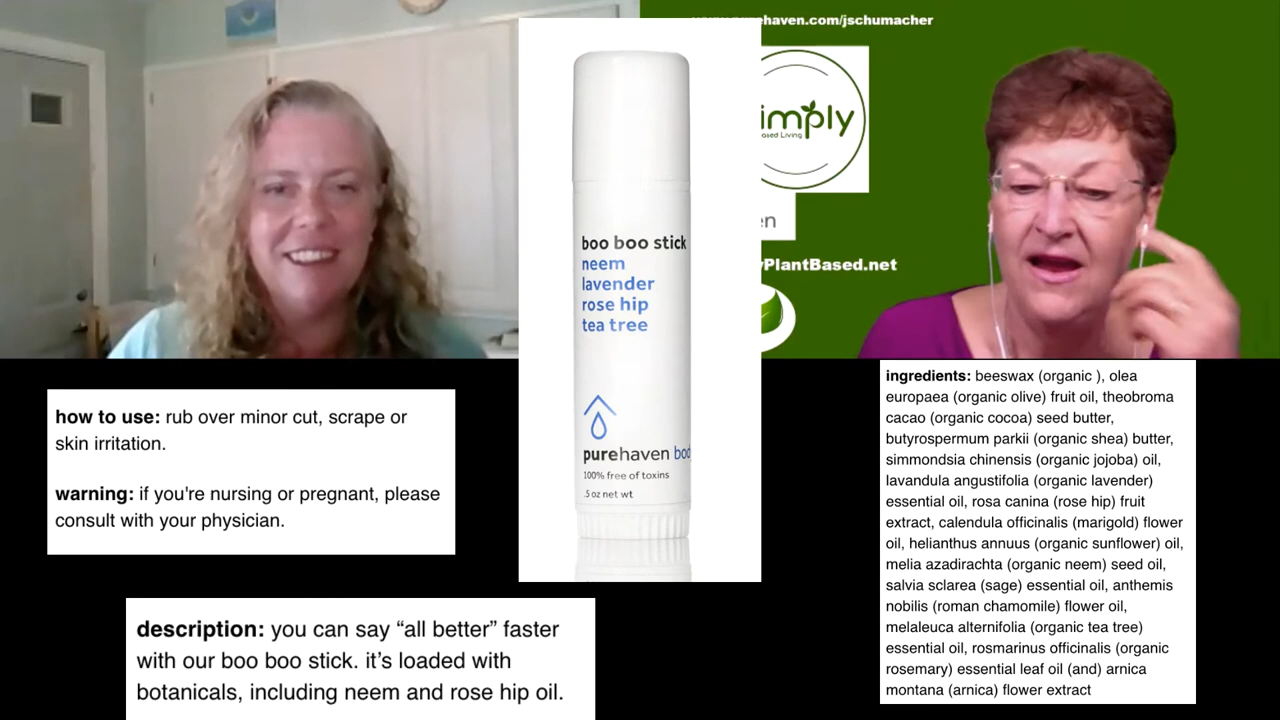 haven.com/jschumacher
imply
ased Living
en
PlantBased.net
boo boo stick
neem
lavender
rose hip
tea tree
purehaven bod
100% free of toxins
.5 oz net wt
how to use: rub over minor cut, scrape or
skin irritation.
warning: if you're nursing or pregnant, please
consult with your physician.
description: you can say “all better” faster
with our boo boo stick. it’s loaded with
botanicals, including neem and rose hip oil.
ingredients: beeswax (organic ), olea
europaea (organic olive) fruit oil, theobroma
cacao (organic cocoa) seed butter,
butyrospermum parkii (organic shea) butter,
simmondsia chinensis (organic jojoba) oil,
lavandula angustifolia (organic lavender)
essential oil, rosa canina (rose hip) fruit
extract, calendula officinalis (marigold) flower
oil, helianthus annuus (organic sunflower) oil,
melia azadirachta (organic neem) seed oil,
salvia sclarea (sage) essential oil, anthemis
nobilis (roman chamomile) flower oil,
melaleuca alternifolia (organic tea tree)
essential oil, rosmarinus officinalis (organic
rosemary) essential leaf oil (and) arnica
montana (arnica) flower extract